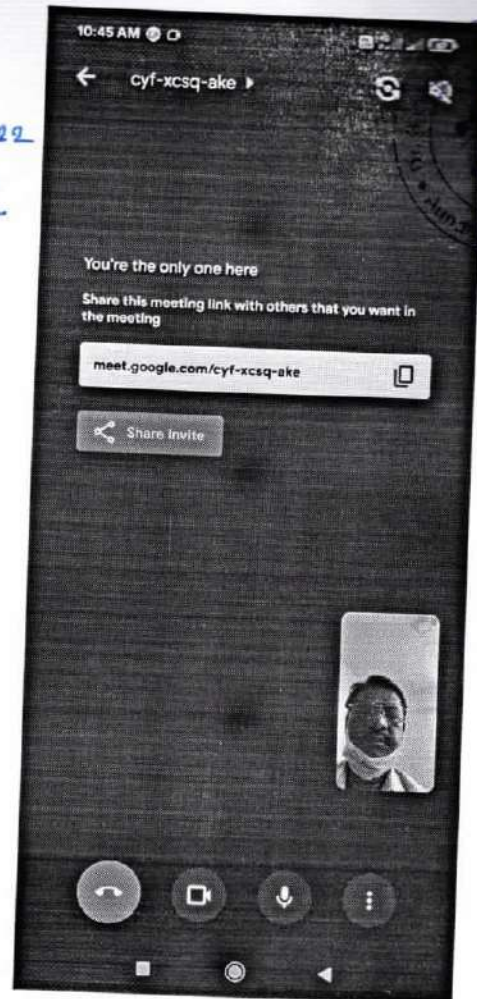 10:45 AM
cyf-xcsq-ake
22
You're the only one here
Share this meeting link with others that you want in
the meeting
meet.google.com/cyf-xcsq-ake
Share invite